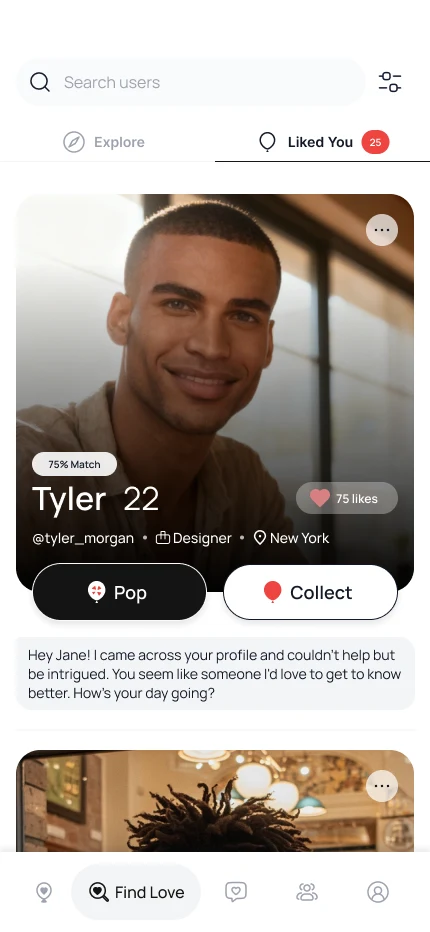 Search users
Explore
Liked You 25
75% Match
Tyler 22
75 likes
@tyler_morgan • Designer • New York
Pop
Collect
Hey Jane! I came across your profile and couldn't help but
be intrigued. You seem like someone I'd love to get to know
better. How's your day going?
Find Love